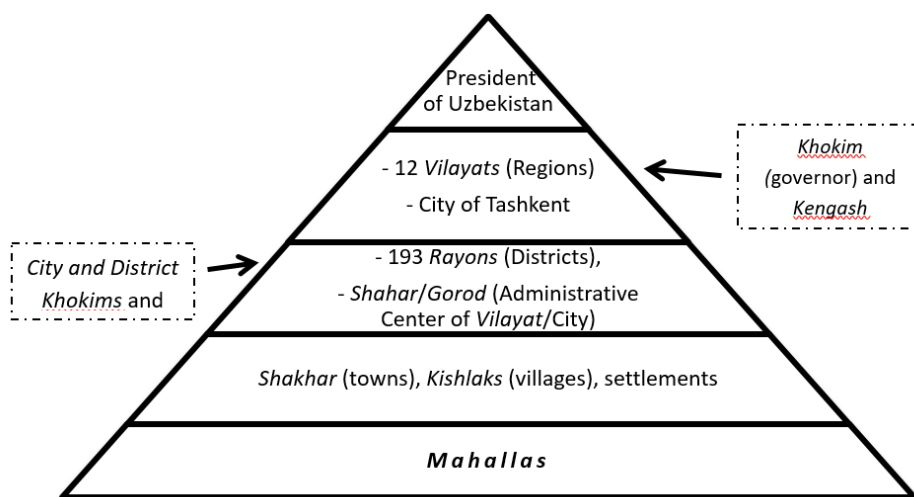 President
of Uzbekistan
- 12 Vilayats (Regions)
- City of Tashkent
Khokim
(governor) and
Kengash
City and District
Khokims and
- 193 Rayons (Districts),
- Shahar/Gorod (Administrative
Center of Vilayat/City)
Shakhar (towns), Kishlaks (villages), settlements
Mahallas